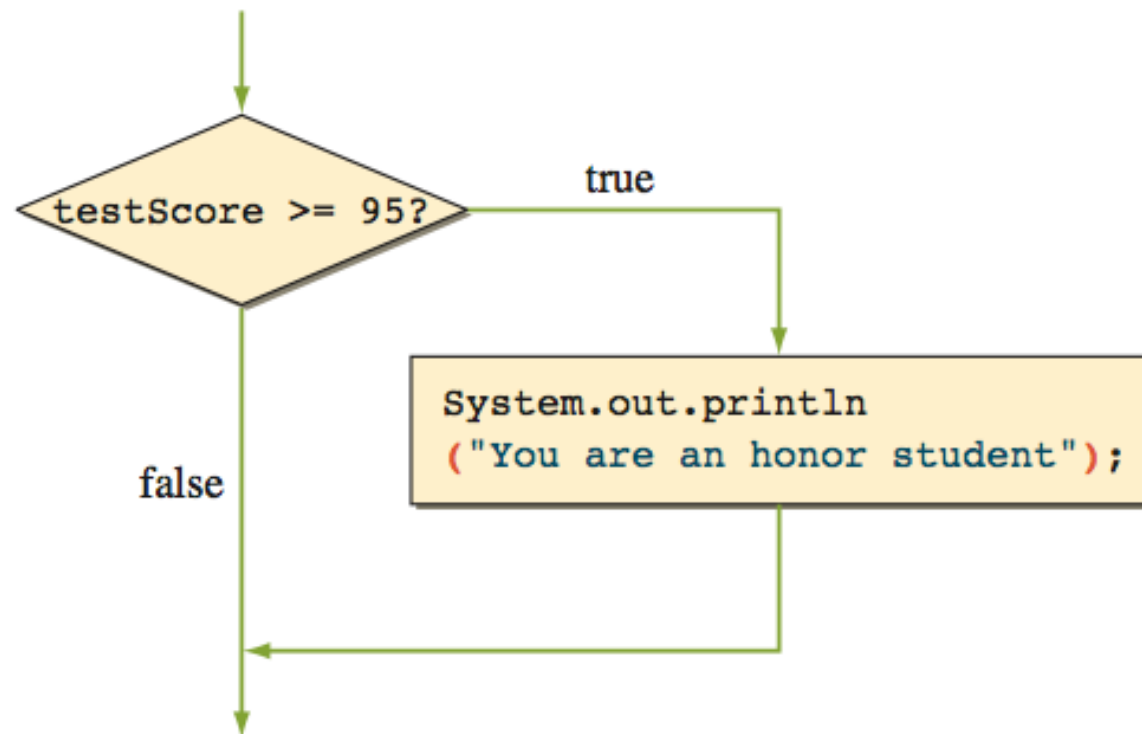 true
testScore >= 95?
System.out.println
("You are an honor student");
false